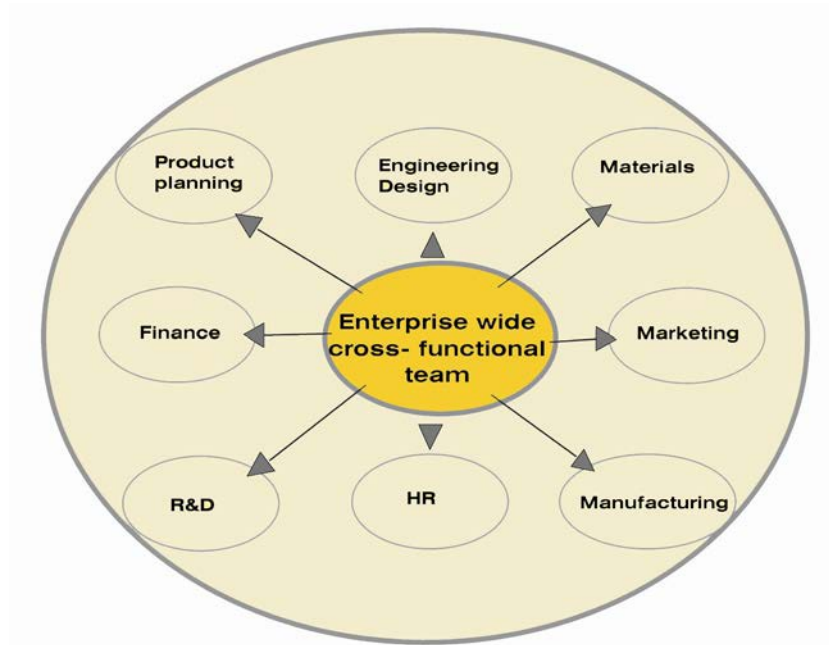 Product
planning
Engineering
Design
Materials
Finance
Enterprise wide
cross- functional
team
Marketing
R&D
HR
Manufacturing